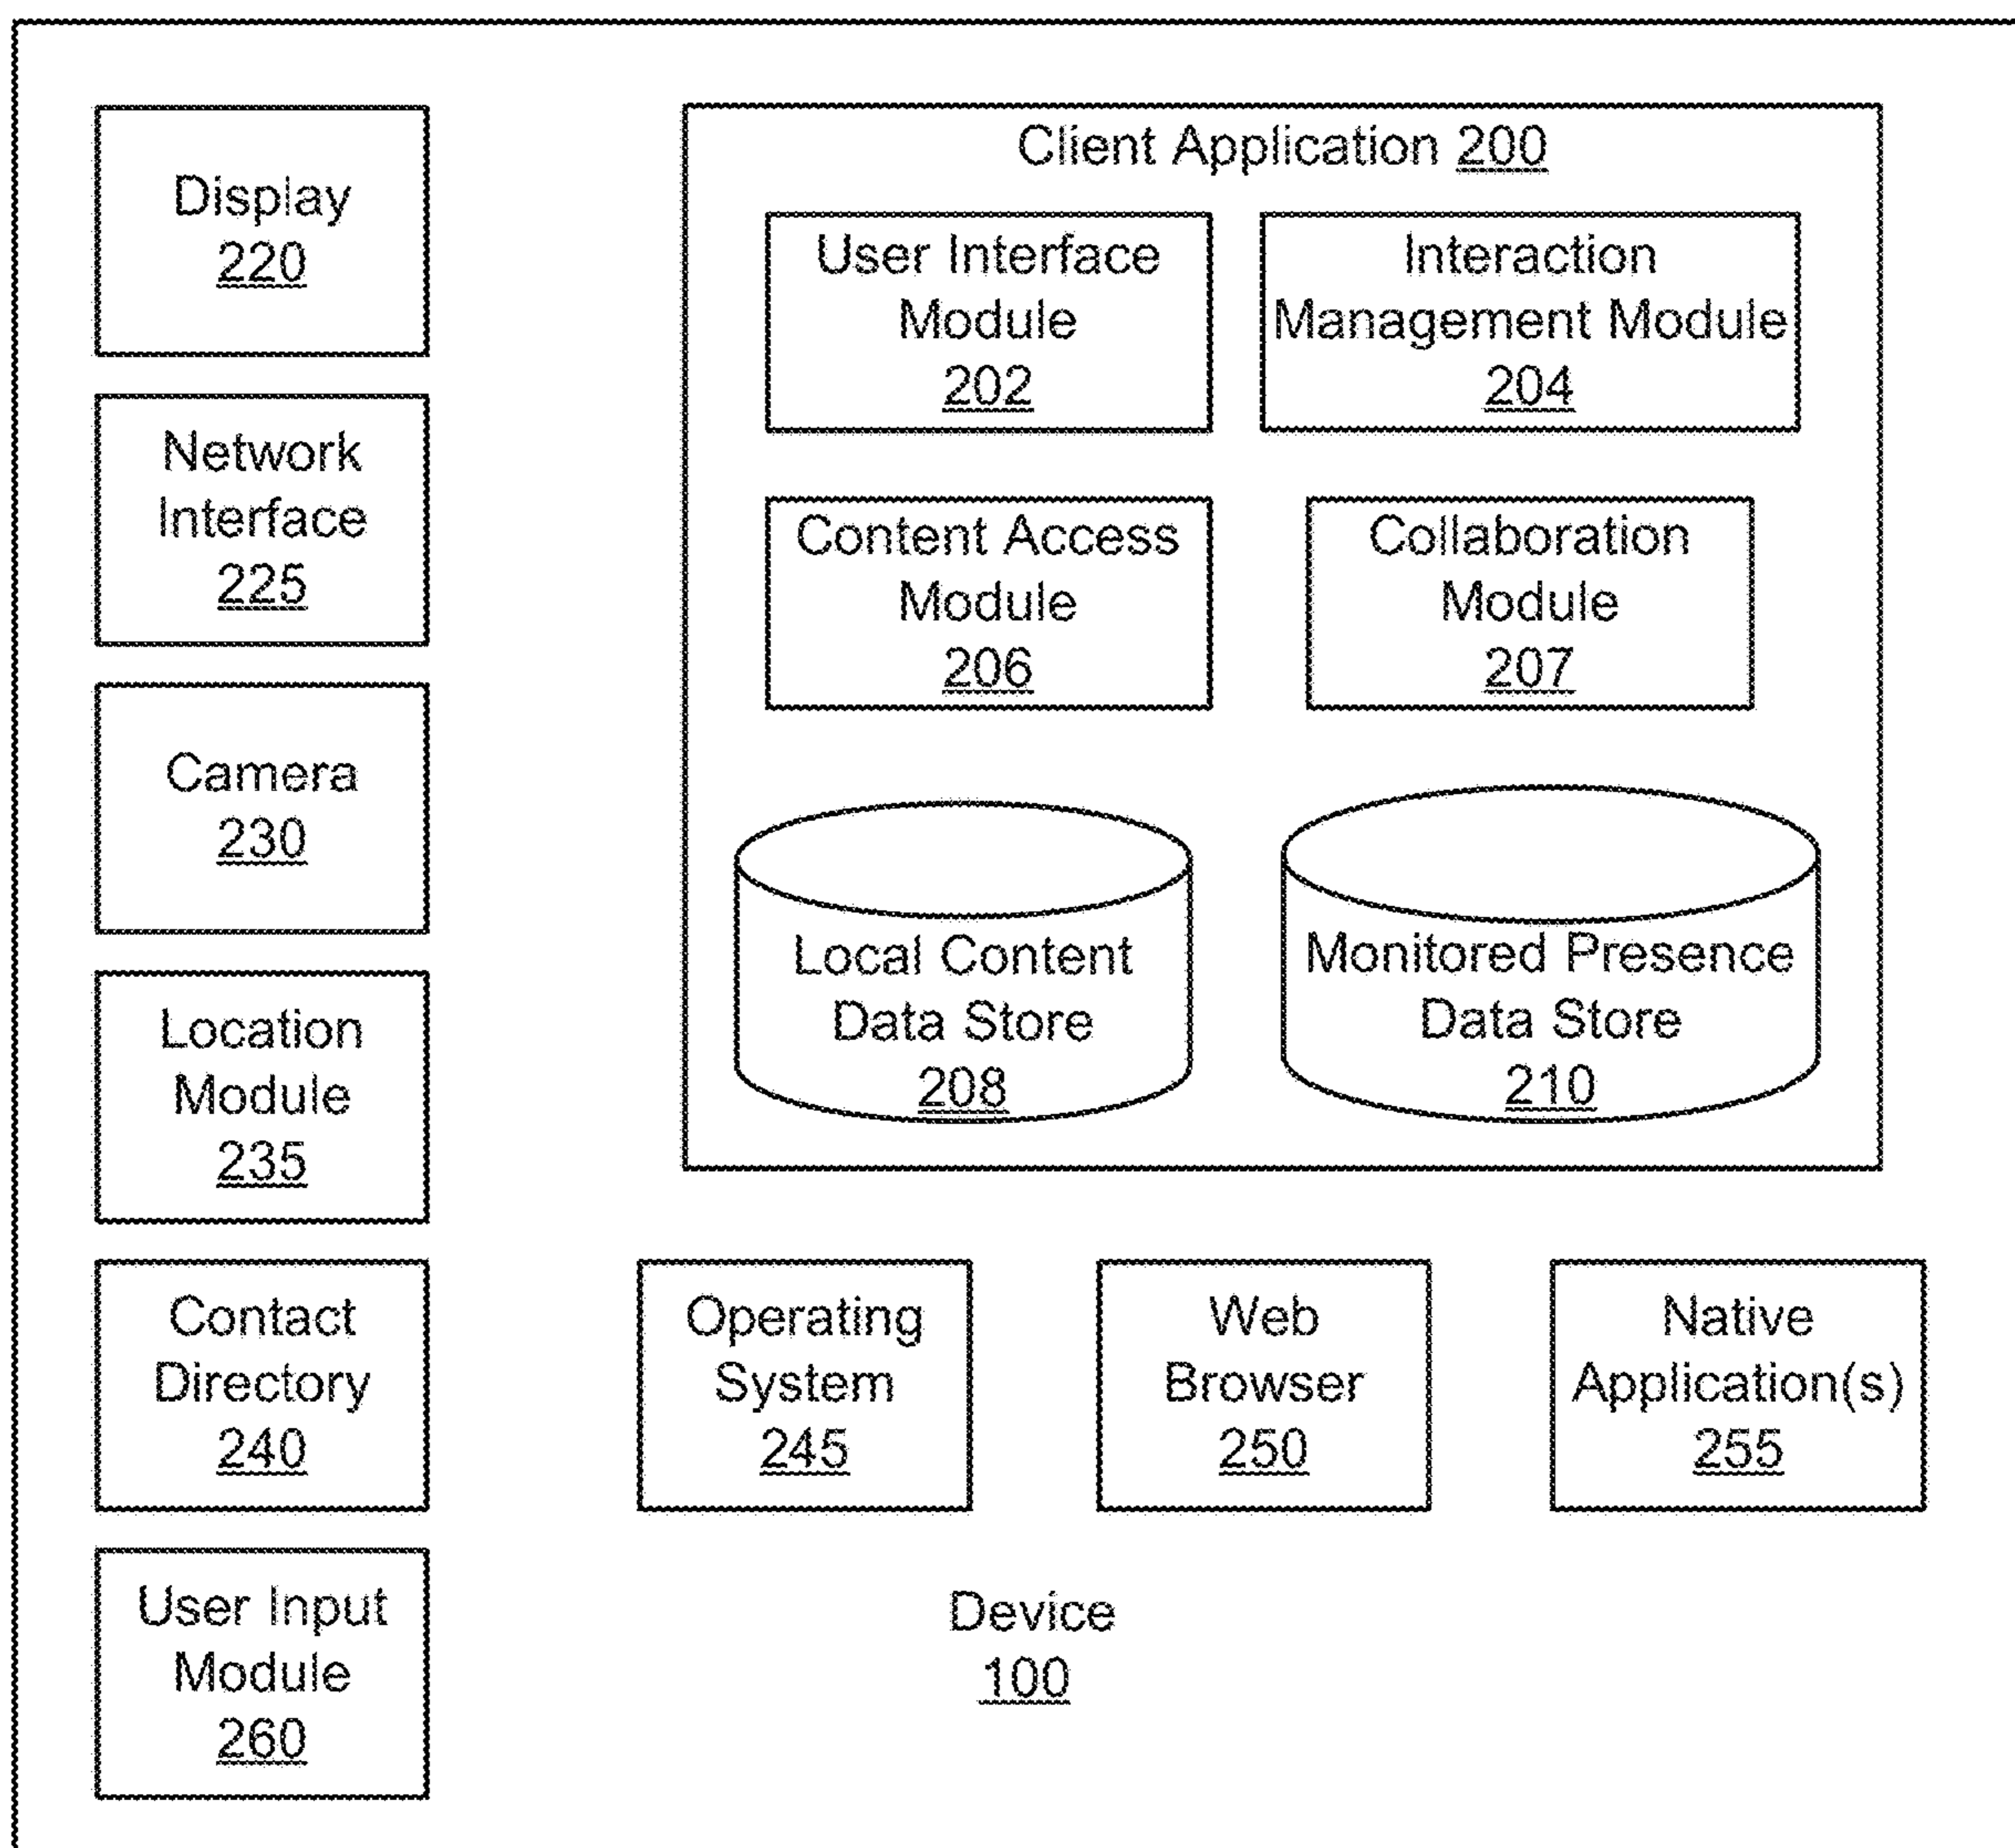 Display
220
Network
Interface
225
Camera
230
Location
Module
235
Contact
Directory
240
User Input
Module
260
Client Application 200
User Interface
Module
202
Interaction
Management Module
204
Content Access
Module
206
Collaboration
Module
207
Local Content
Data Store
208
Monitored Presence
Data Store
210
Operating
System
245
Web
Browser
250
Native
Application(s)
255
Device
100